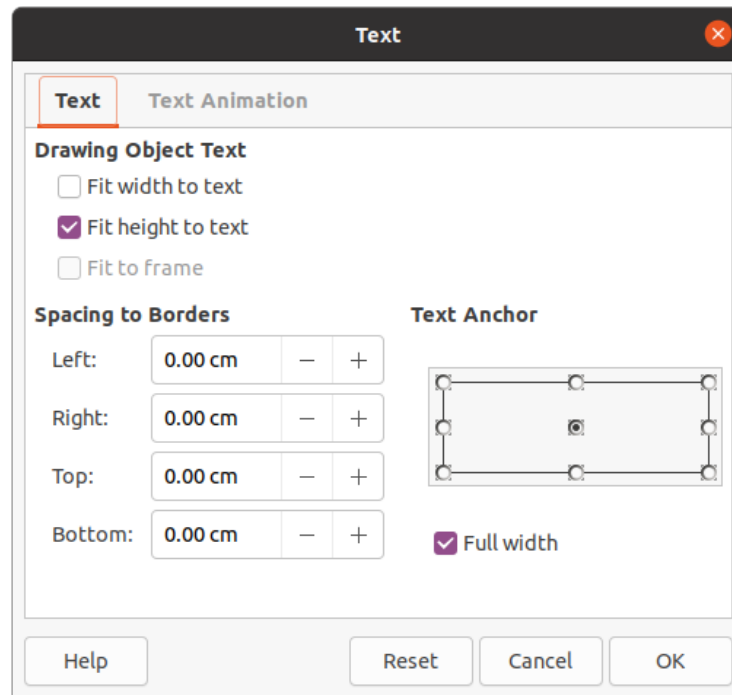 Text
Text Text Animation
Drawing Object Text
Fit width to text
Fit height to text
Fit to frame
Spacing to Borders Text Anchor
Left: 0.00 cm − +
Right: 0.00 cm − +
Top: 0.00 cm − +
Bottom: 0.00 cm − +
Full width
Help Reset Cancel OK